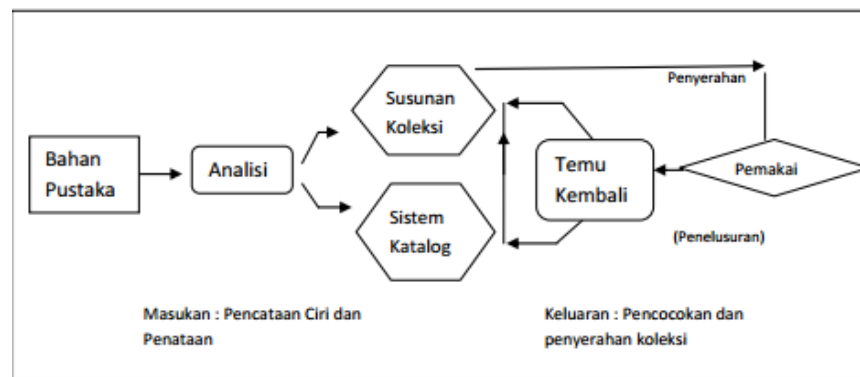 Bahan
Pustaka
Analisi
Susunan
Koleksi
Sistem
Katalog
Temu
Kembali
Penyerahan
Pemakai
(Penelusuran)
Masukan : Pencataan Ciri dan
Penataan
Keluaran : Pencocokan dan
penyerahan koleksi